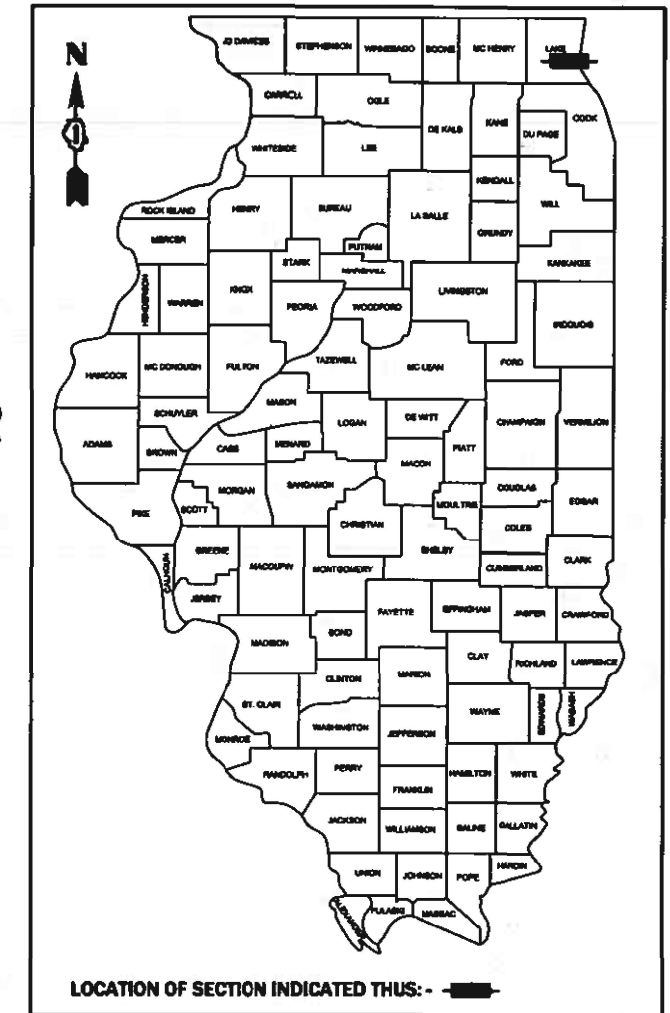 JO DAVIESS STEPHENSON WINNEBAGO BOONE MC HENRY LAKE
N
CARROLL OGLE
DE KALB KANE COOK
DU PAGE
WHITESIDE LEE
KENDALL
WILL
ROCK ISLAND HENRY BUREAU LA SALLE
GRUNDY
MERCER PUTNAM
STARK MARSHALL KANKAKEE
HENDERSON WARREN KNOX
PEORIA WOODFORD LIVINGSTON IROQUOIS
HANCOCK MC DONOUGH FULTON TAZEWELL MC LEAN FORD
MASON
SCHUYLER LOGAN DE WITT CHAMPAIGN VERMILION
ADAMS CASS MENARD PIATT
BROWN MACON
MORGAN SANGAMON DOUGLAS EDGAR
PIKE SCOTT MOULTRIE
CHRISTIAN COLES
GREENE SHELBY
CALHOUN MACOUPIN MONTGOMERY CUMBERLAND CLARK
JERSEY FAYETTE EFFINGHAM JASPER CRAWFORD
MADISON BOND
CLAY RICHLAND LAWRENCE
CLINTON MARION
ST. CLAIR WAYNE EDWARDS WABASH
WASHINGTON JEFFERSON
MONROE
RANDOLPH PERRY HAMILTON WHITE
FRANKLIN
JACKSON WILLIAMSON SALINE GALLATIN
UNION JOHNSON POPE HARDIN
ALEXANDER PULASKI MASSAC
LOCATION OF SECTION INDICATED THUS: -